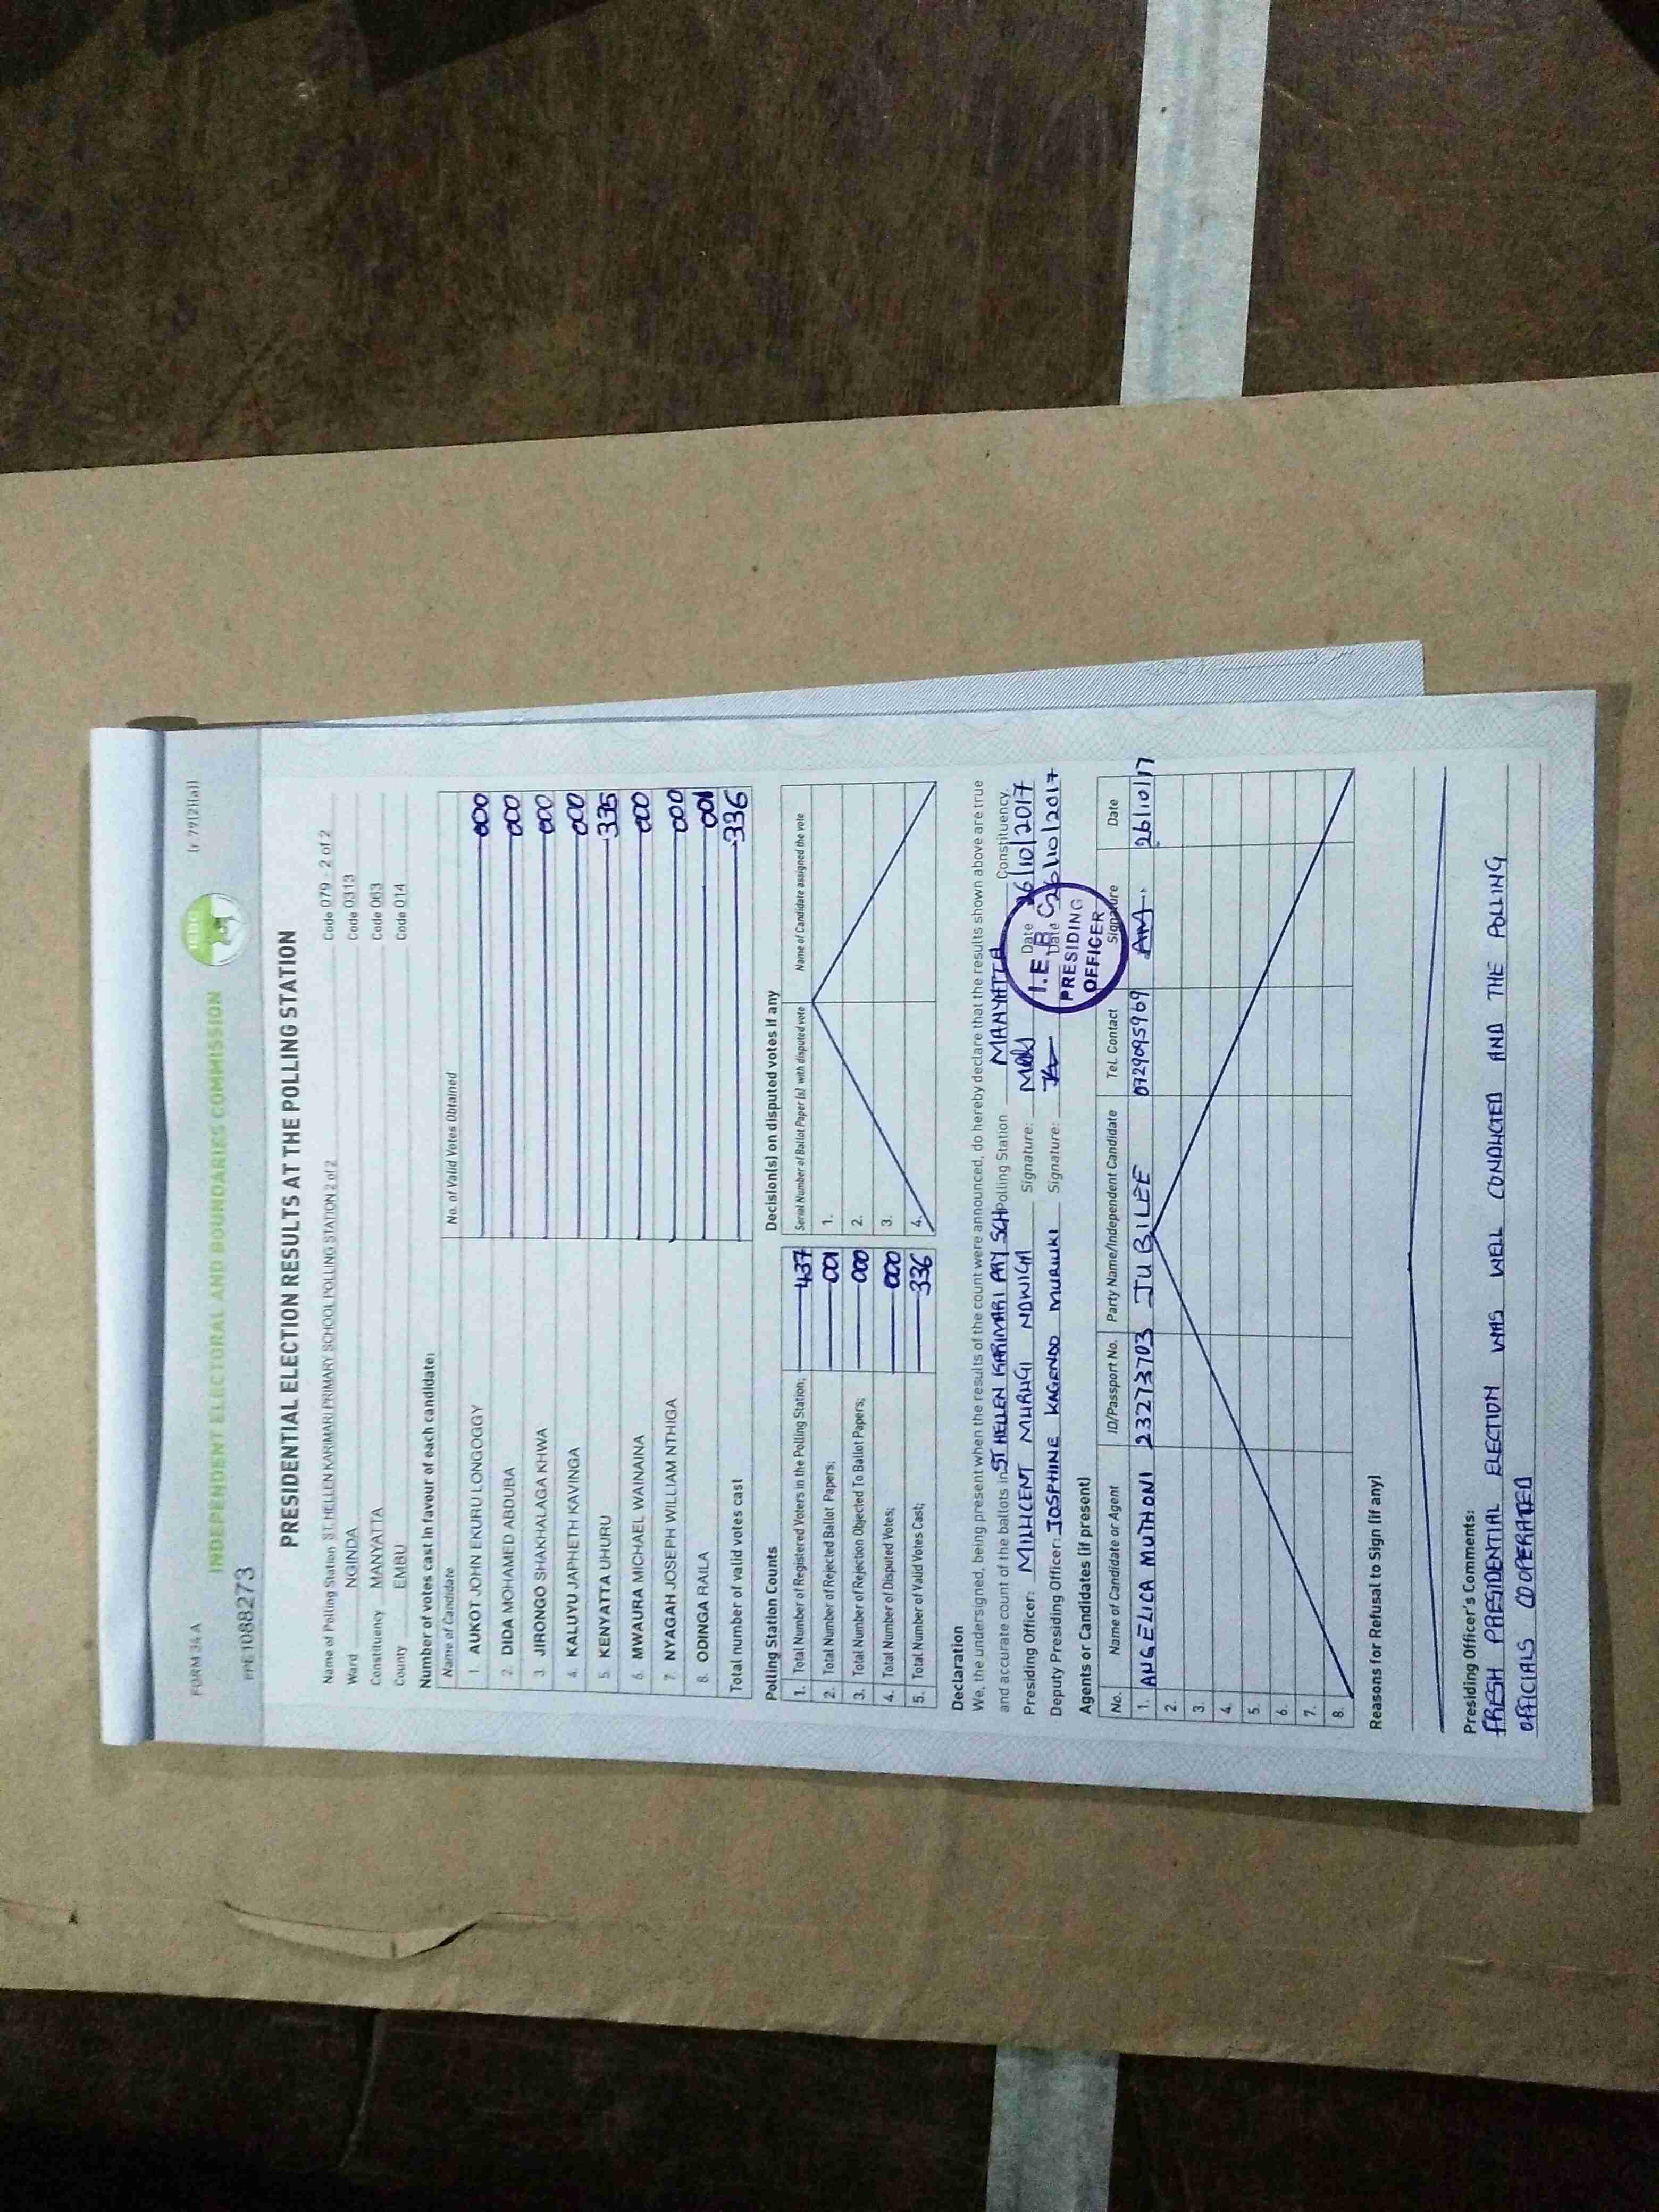 FORM 34 A
(r 79(2)(a))
INDEPENDENT ELECTORAL AND BOUNDARIES COMMISSION
IEBC
FPE 1088273
PRESIDENTIAL ELECTION RESULTS AT THE POLLING STATION
Name of Polling Station ST. HELLEN KARIMARI PRIMARY SCHOOL POLLING STATION 2 of 2 Code 079 - 2 of 2
Ward NGINDA Code 0313
Constituency MANYATTA Code 063
County EMBU Code 014
Number of votes cast in favour of each candidate:
Name of Candidate No. of Valid Votes Obtained
1. AUKOT JOHN EKURU LONGOGGY 000
2. DIDA MOHAMED ABDUBA 000
3. JIRONGO SHAKHALAGA KHWA 000
4. KALUYU JAPHETH KAVINGA 000
5. KENYATTA UHURU 335
6. MWAURA MICHAEL WAINAINA 000
7. NYAGAH JOSEPH WILLIAM NTHIGA 000
8. ODINGA RAILA 001
Total number of valid votes cast 336
Polling Station Counts
1. Total Number of Registered Voters in the Polling Station; 437
2. Total Number of Rejected Ballot Papers; 001
3. Total Number of Rejection Objected To Ballot Papers; 000
4. Total Number of Disputed Votes; 000
5. Total Number of Valid Votes Cast; 336
Decision(s) on disputed votes if any
Serial Number of Ballot Paper (s) with disputed vote Name of Candidate assigned the vote
1.
2.
3.
4.
Declaration
We, the undersigned, being present when the results of the count were announced, do hereby declare that the results shown above are true
and accurate count of the ballots in ST HELLEN KARIMARI PRY SCH Polling Station MANYATTA Constituency.
Presiding Officer: MILHCENT MURUGI NDWIGA Signature: Date 26/10/2017
Deputy Presiding Officer: JOSPHINE KAGENDO MURIUKI Signature: Date 26/10/2017
I.E.B.C
PRESIDING
OFFICER
Agents or Candidates (if present)
No. Name of Candidate or Agent ID/Passport No. Party Name/Independent Candidate Tel. Contact Signature Date
1. ANGELICA MUTHONI 23273703 JUBILEE 0729095969 26/10/17
2.
3.
4.
5.
6.
7.
8.
Reasons for Refusal to Sign (if any)
Presiding Officer's Comments:
FRESH PRESIDENTIAL ELECTION WAS WELL CONDUCTED AND THE POLLING
OFFICIALS COOPERATED